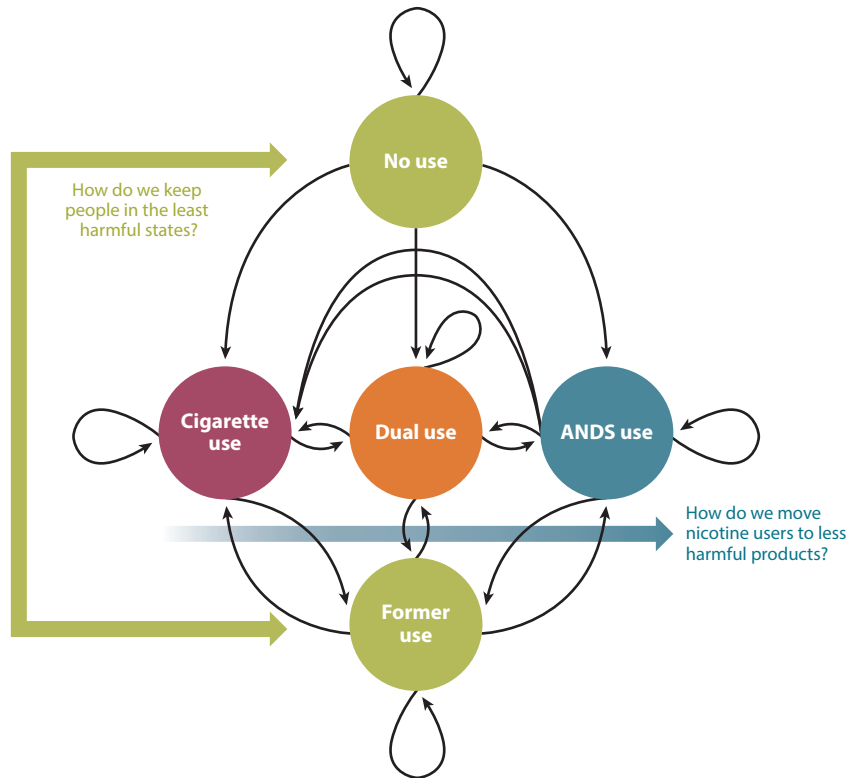 No use
How do we keep
people in the least
harmful states?
Cigarette
use
Dual use
ANDS use
How do we move
nicotine users to less
harmful products?
Former
use